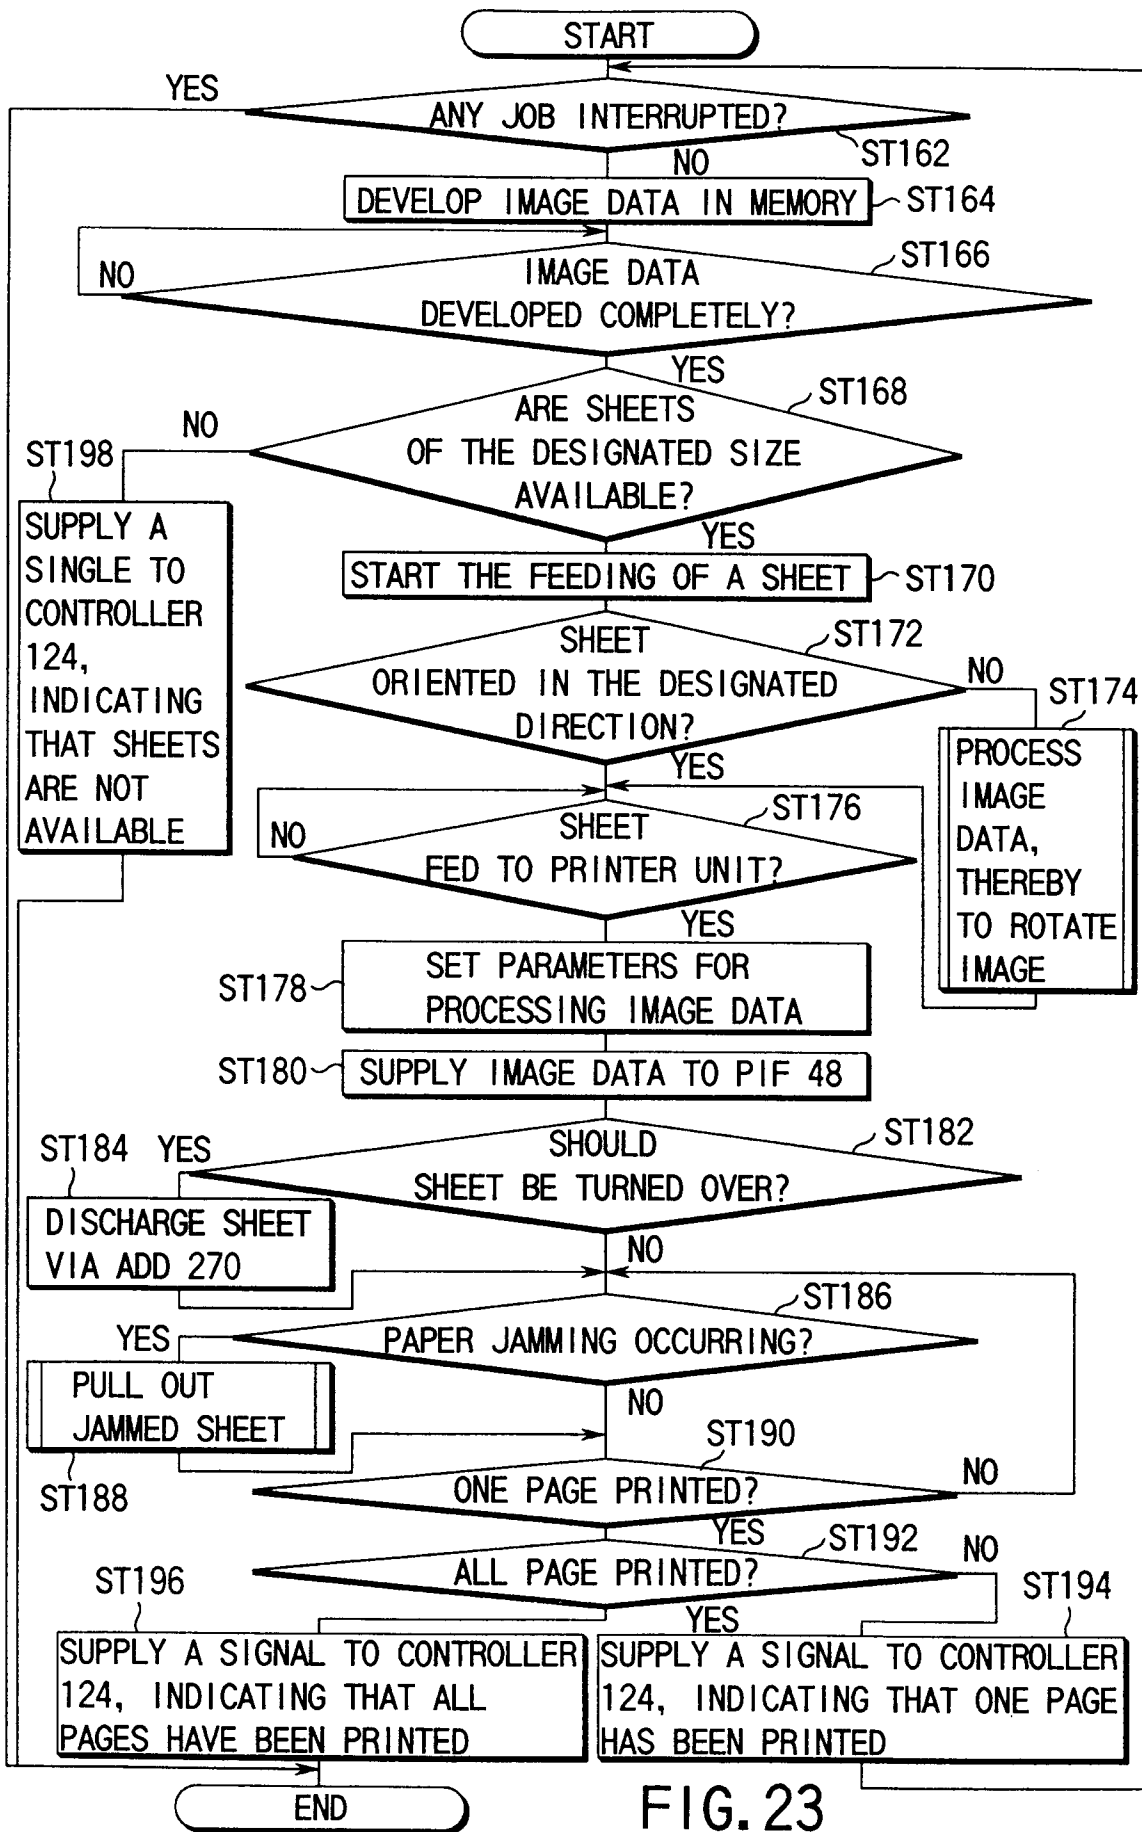 START
YES
ANY JOB INTERRUPTED?
ST162
NO
DEVELOP IMAGE DATA IN MEMORY
ST164
ST166
NO
IMAGE DATA
DEVELOPED COMPLETELY?
YES
ST168
NO
ARE SHEETS
OF THE DESIGNATED SIZE
AVAILABLE?
ST198
SUPPLY A
SINGLE TO
CONTROLLER
124,
INDICATING
THAT SHEETS
ARE NOT
AVAILABLE
YES
START THE FEEDING OF A SHEET
ST170
SHEET
ORIENTED IN THE DESIGNATED
DIRECTION?
ST172
NO
ST174
PROCESS
IMAGE
DATA,
THEREBY
TO ROTATE
IMAGE
YES
ST176
NO
SHEET
FED TO PRINTER UNIT?
YES
ST178
SET PARAMETERS FOR
PROCESSING IMAGE DATA
ST180
SUPPLY IMAGE DATA TO PIF 48
ST182
SHOULD
SHEET BE TURNED OVER?
ST184
YES
DISCHARGE SHEET
VIA ADD 270
NO
ST186
PAPER JAMMING OCCURRING?
YES
PULL OUT
JAMMED SHEET
ST188
NO
ST190
ONE PAGE PRINTED?
NO
YES
ST192
ALL PAGE PRINTED?
NO
ST196
YES
ST194
SUPPLY A SIGNAL TO CONTROLLER
124, INDICATING THAT ALL
PAGES HAVE BEEN PRINTED
SUPPLY A SIGNAL TO CONTROLLER
124, INDICATING THAT ONE PAGE
HAS BEEN PRINTED
END
FIG. 23